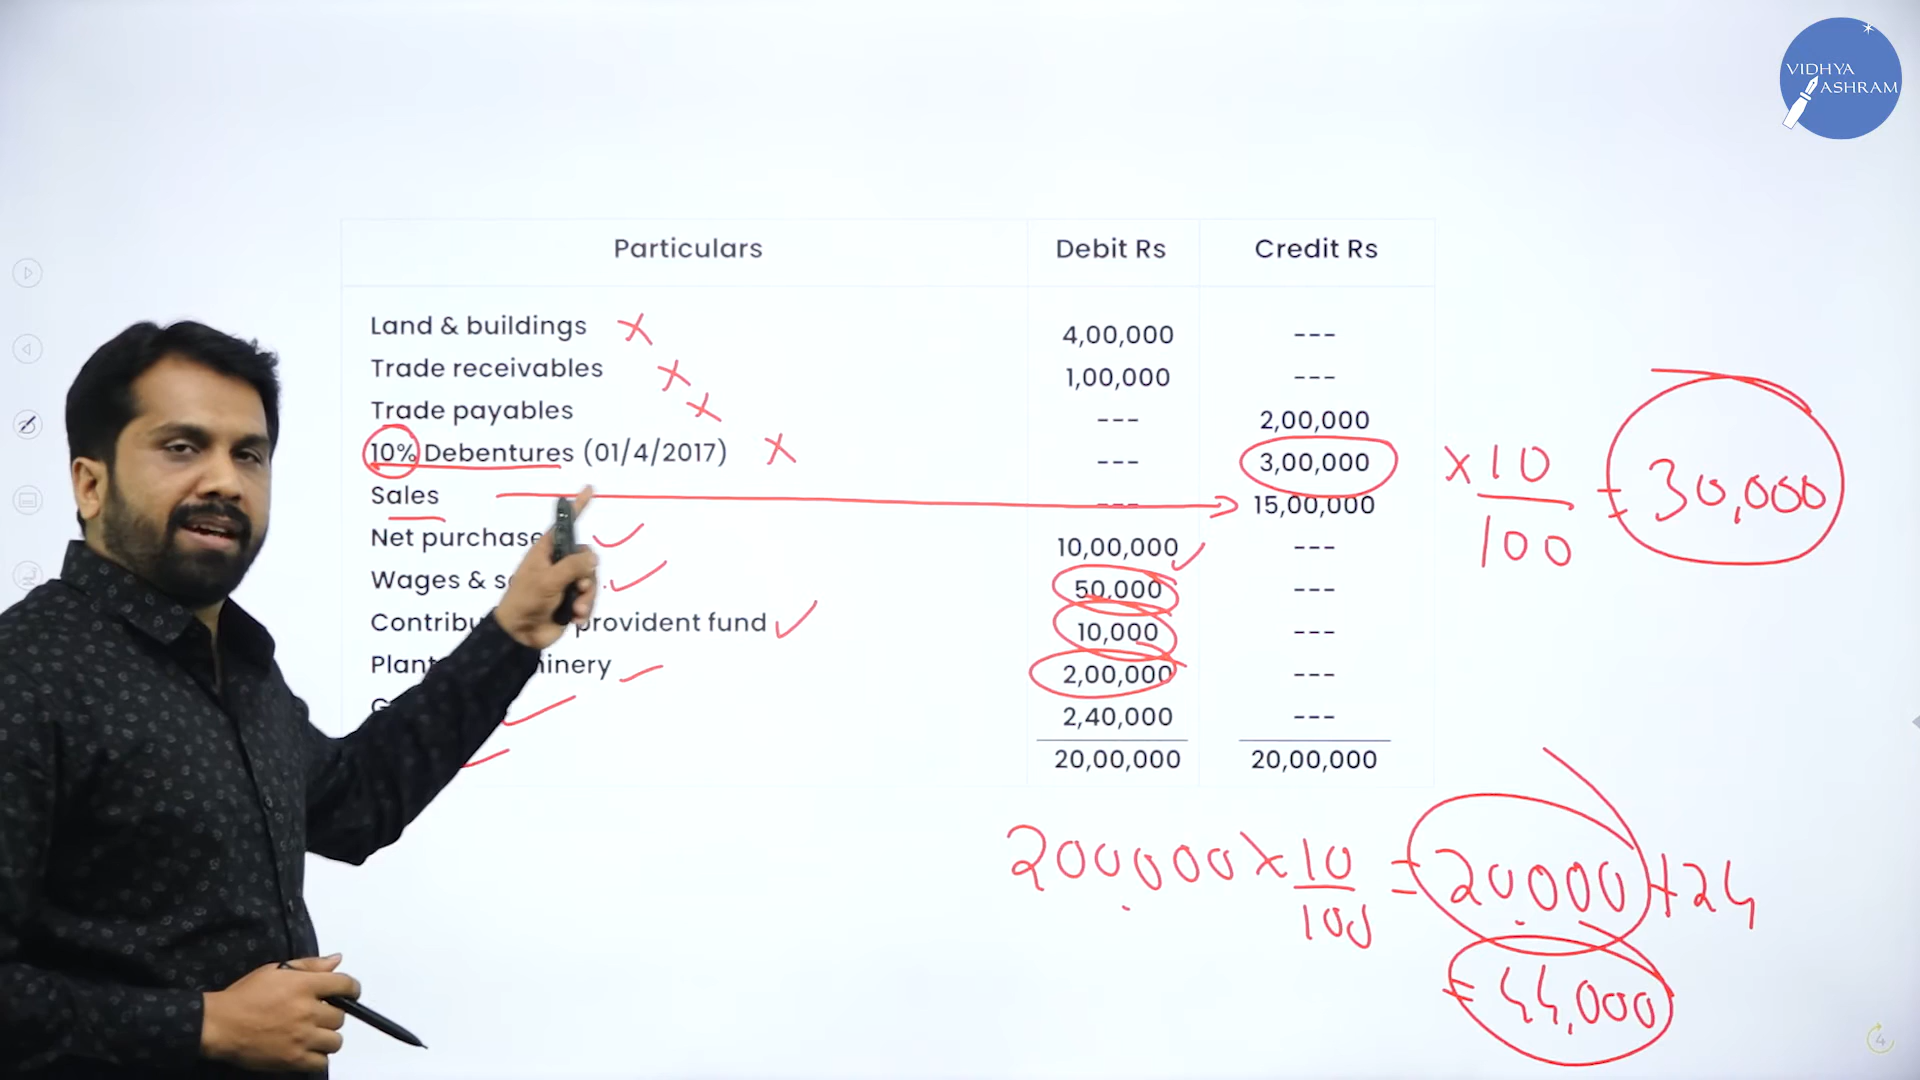 VIDHYA
ASHRAM
Particulars Debit Rs Credit Rs
Land & buildings 4,00,000 ---
Trade receivables 1,00,000 ---
Trade payables --- 2,00,000
10% Debentures (01/4/2017) --- 3,00,000
x 10 / 100 = 30,000
Sales --- 15,00,000
Net purchase 10,00,000 ---
Wages & 50,000 ---
provident fund 10,000 ---
Plant 2,00,000 ---
2,40,000 ---
20,00,000 20,00,000
200000 x 10 / 100 = 20,000 + 24
= 44,000
4